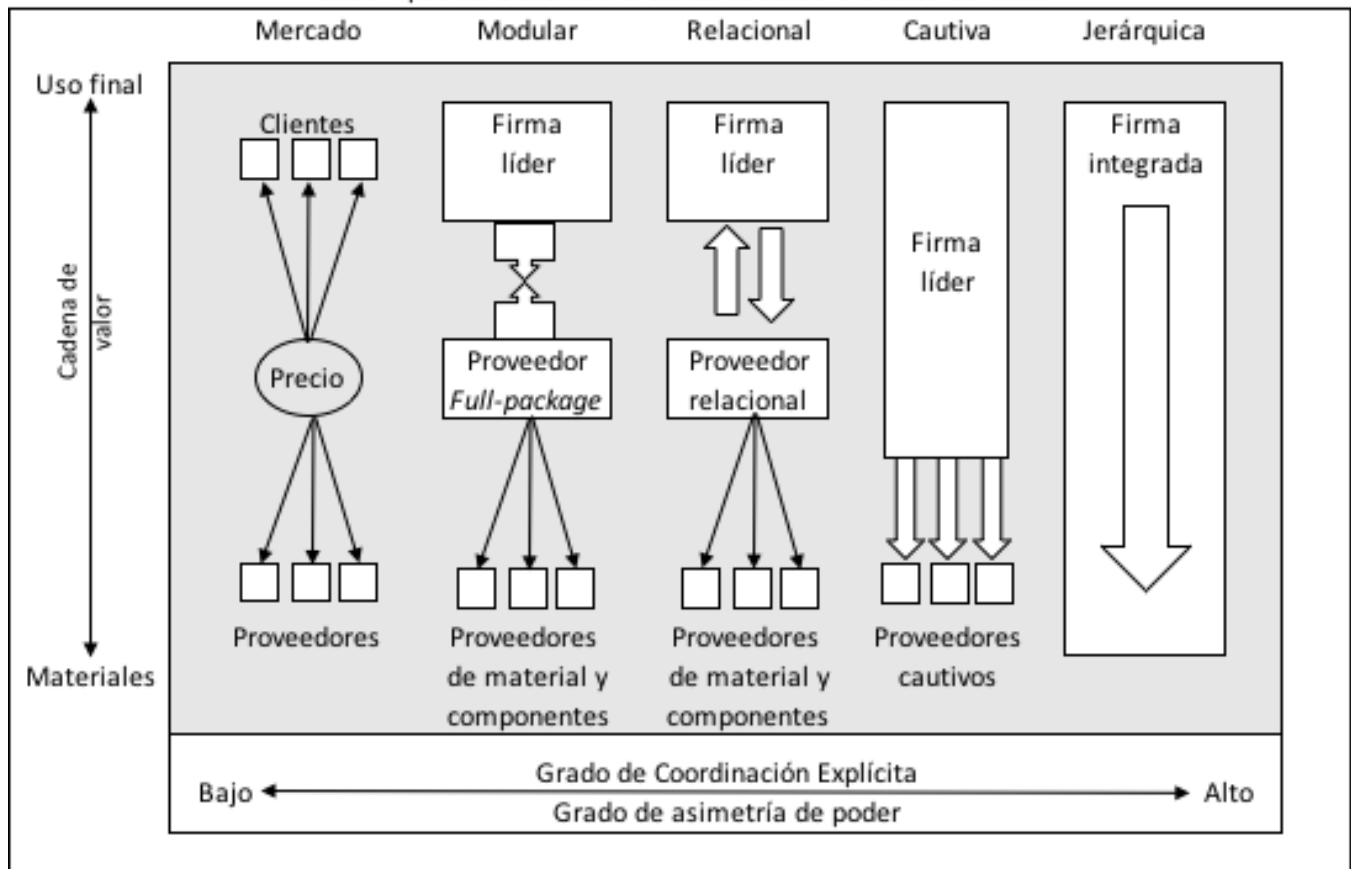 Mercado
Modular
Relacional
Cautiva
Jerárquica
Uso final
Cadena de
valor
Materiales
Clientes
Precio
Proveedores
Firma
líder
Proveedor
Full-package
Proveedores
de material y
componentes
Firma
líder
Proveedor
relacional
Proveedores
de material y
componentes
Firma
líder
Proveedores
cautivos
Firma
integrada
Grado de Coordinación Explícita
Bajo
Alto
Grado de asimetría de poder